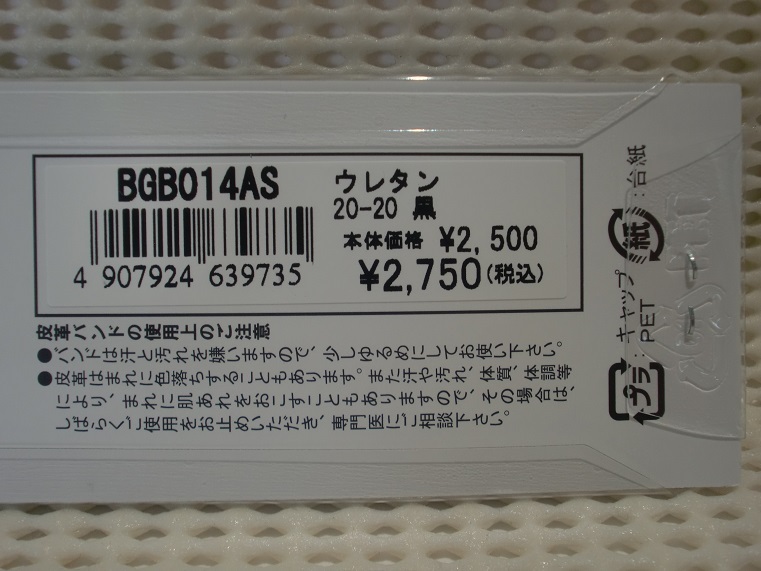 BGB014AS
ウレタン
20-20 黒
本体価格 ¥2,500
¥2,750(税込)
4 907924 639735
皮革バンドの使用上のご注意
●バンドは汗と汚れを嫌いますので、少しゆるめにしてお使い下さい。
●皮革はまれに色落ちすることもあります。また汗や汚れ、体質、体調等
により、まれに肌あれをおこすこともありますので、その場合は、
しばらくご使用をお止めいただき、専門医にご相談下さい。
紙:台紙
プラ:キャップ
PET